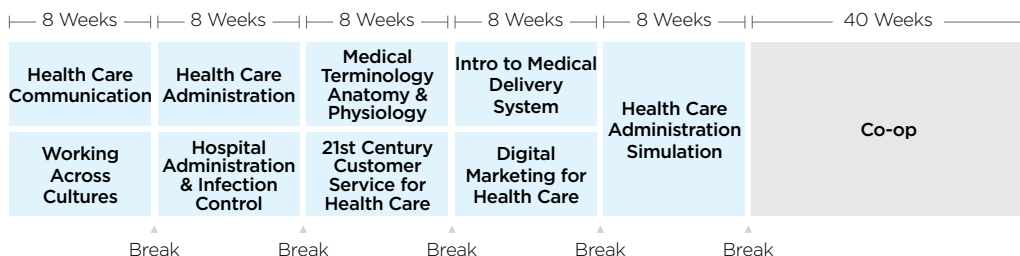 8 Weeks
8 Weeks
8 Weeks
8 Weeks
8 Weeks
40 Weeks
Health Care
Communication
Health Care
Administration
Medical
Terminology
Anatomy &
Physiology
Intro to Medical
Delivery
System
Health Care
Administration
Simulation
Co-op
Working
Across
Cultures
Hospital
Administration
& Infection
Control
21st Century
Customer
Service for
Health Care
Digital
Marketing for
Health Care
Break
Break
Break
Break
Break